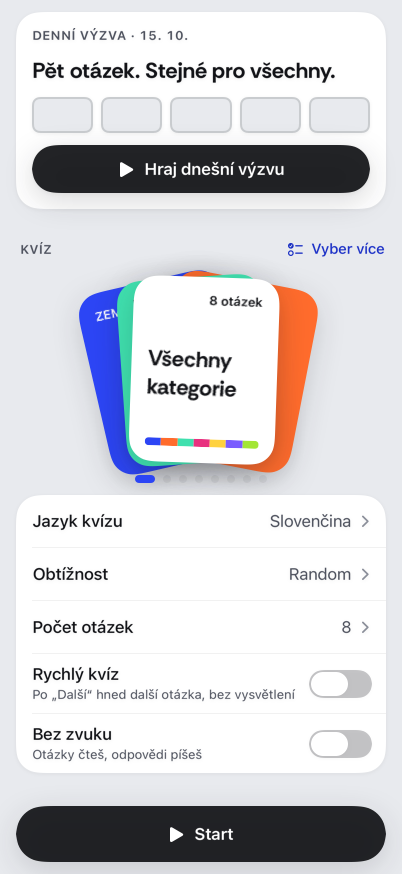 DENNÍ VÝZVA · 15. 10.
Pět otázek. Stejné pro všechny.
Hraj dnešní výzvu
KVÍZ
Vyber více
8 otázek
Všechny
kategorie
Jazyk kvízu
Slovenčina
Obtížnost
Random
Počet otázek
8
Rychlý kvíz
Po „Další“ hned další otázka, bez vysvětlení
Bez zvuku
Otázky čteš, odpovědi píšeš
Start